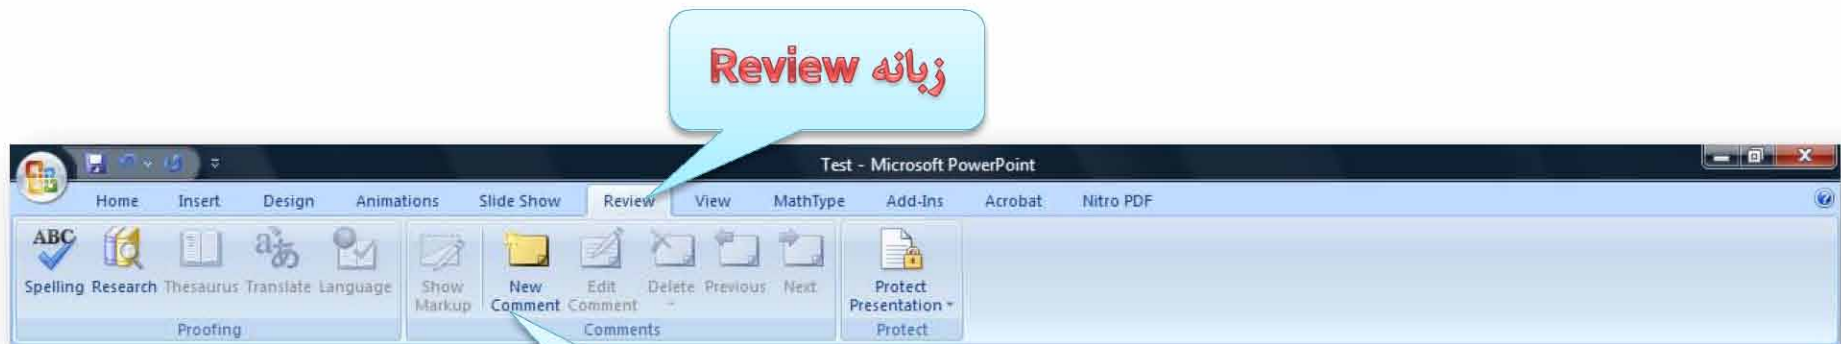 زبانه Review
Test - Microsoft PowerPoint
Home Insert Design Animations Slide Show Review View MathType Add-Ins Acrobat Nitro PDF
ABC
Spelling Research Thesaurus Translate Language Show Markup New Comment Edit Comment Delete Previous Next Protect Presentation
Proofing Comments Protect